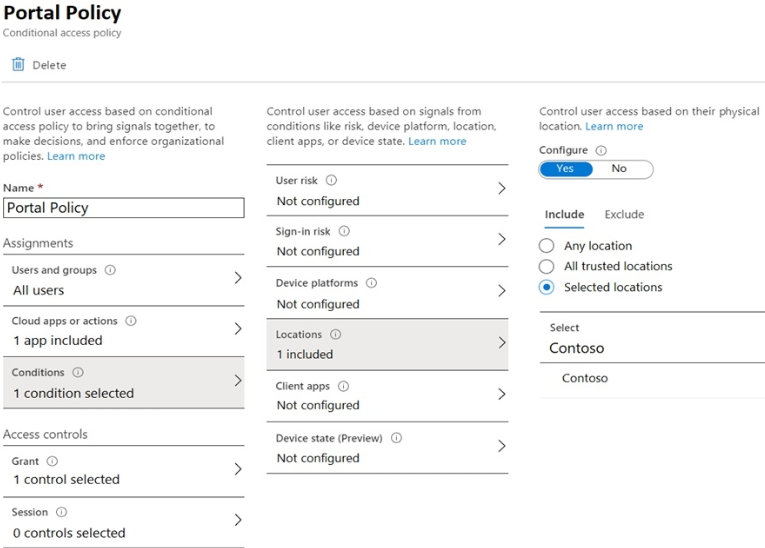 Portal Policy
Conditional access policy
Delete
Control user access based on conditional
access policy to bring signals together, to
make decisions, and enforce organizational
policies. Learn more
Name *
Portal Policy
Assignments
Users and groups
All users
Cloud apps or actions
1 app included
Conditions
1 condition selected
Access controls
Grant
1 control selected
Session
0 controls selected
Control user access based on signals from
conditions like risk, device platform, location,
client apps, or device state. Learn more
User risk
Not configured
Sign-in risk
Not configured
Device platforms
Not configured
Locations
1 included
Client apps
Not configured
Device state (Preview)
Not configured
Control user access based on their physical
location. Learn more
Configure
Yes No
Include Exclude
Any location
All trusted locations
Selected locations
Select
Contoso
Contoso